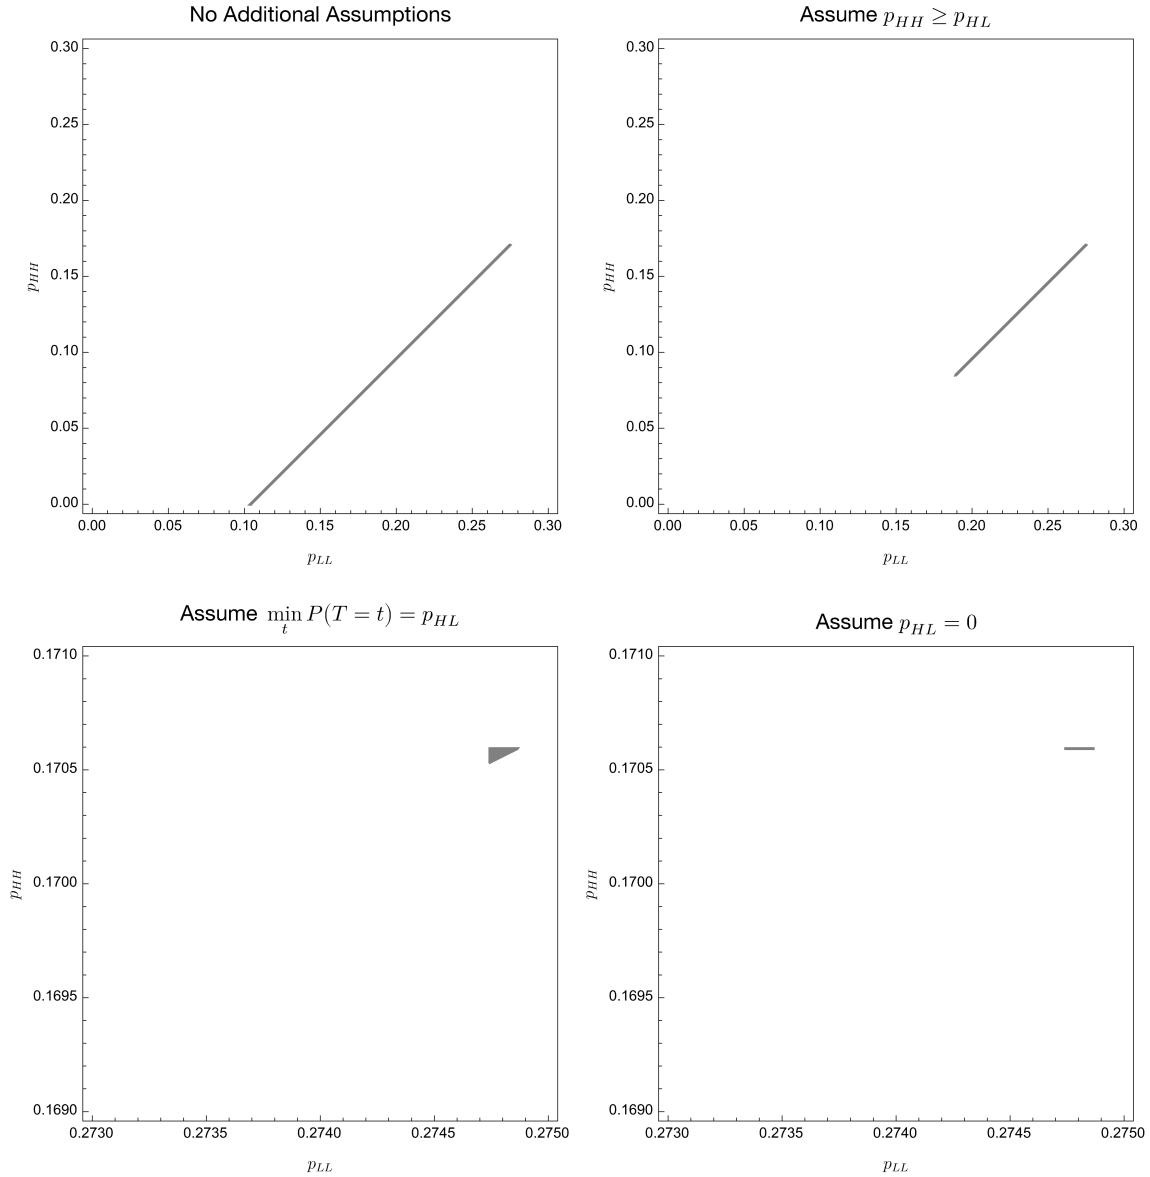 No Additional Assumptions
0.30
0.25
0.20
0.15
0.10
0.05
0.00
p_HH
0.00 0.05 0.10 0.15 0.20 0.25 0.30
p_LL
Assume p_HH ≥ p_HL
0.30
0.25
0.20
0.15
0.10
0.05
0.00
p_HH
0.00 0.05 0.10 0.15 0.20 0.25 0.30
p_LL
Assume min_t P(T = t) = p_HL
0.1710
0.1705
0.1700
0.1695
0.1690
p_HH
0.2730 0.2735 0.2740 0.2745 0.2750
p_LL
Assume p_HL = 0
0.1710
0.1705
0.1700
0.1695
0.1690
p_HH
0.2730 0.2735 0.2740 0.2745 0.2750
p_LL